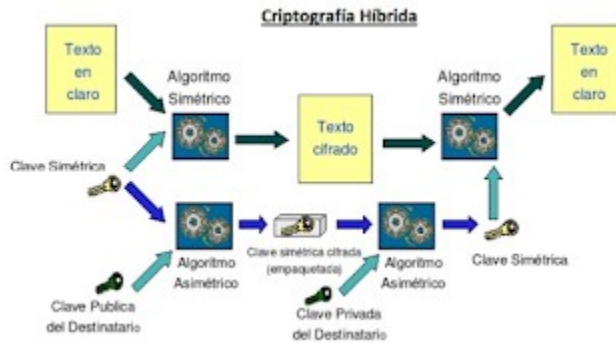 Criptografía Híbrida
Texto
en
claro
Algoritmo
Simétrico
Texto
cifrado
Algoritmo
Simétrico
Texto
en
claro
Clave Simétrica
Algoritmo
Asimétrico
Clave simétrica cifrada
(empaquetada)
Algoritmo
Asimétrico
Clave Simétrica
Clave Publica
del Destinatario
Clave Privada
del Destinatario